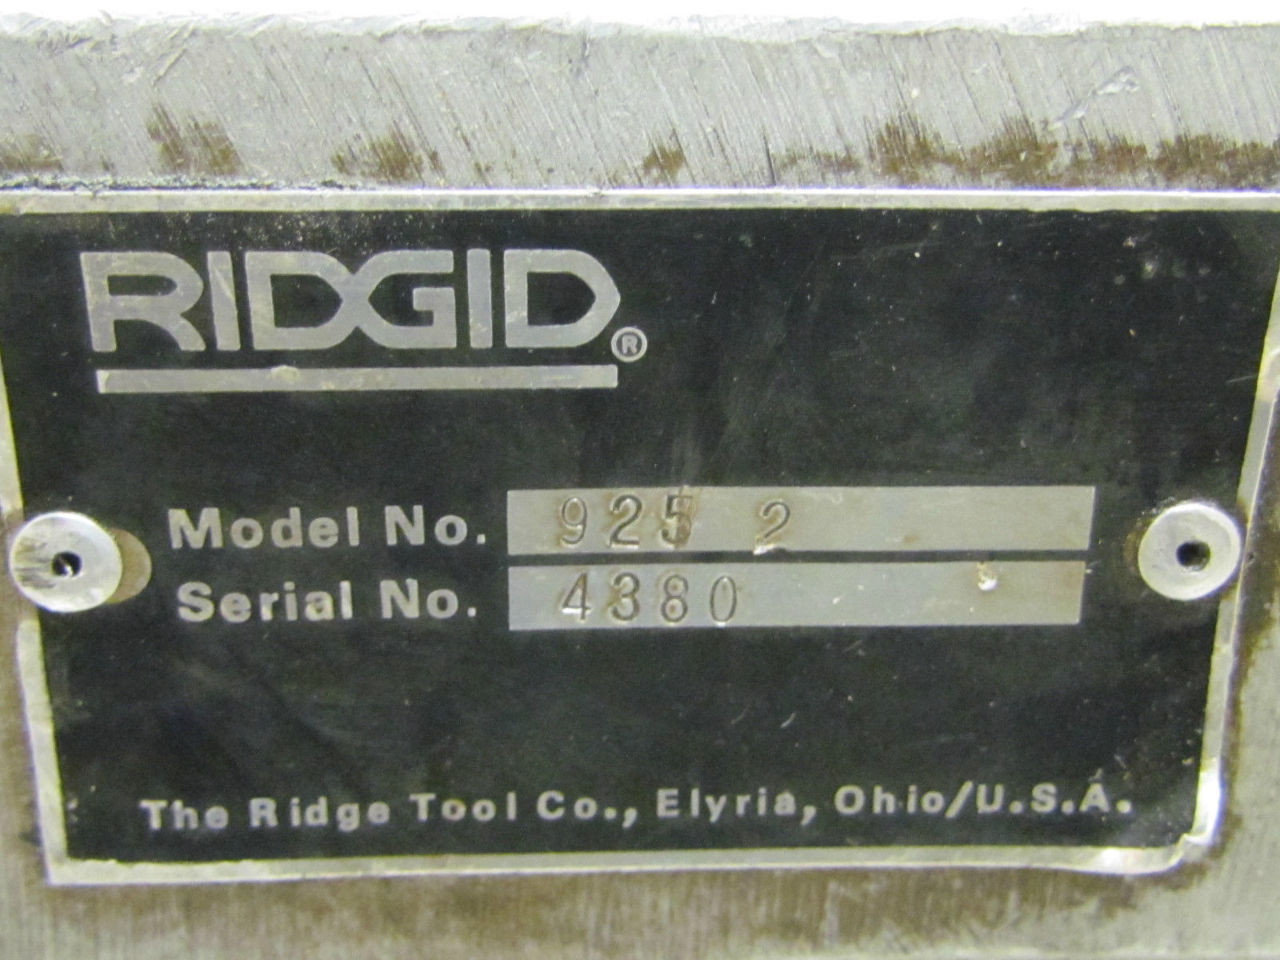 RIDGID®
Model No. 925 2
Serial No. 4380
The Ridge Tool Co., Elyria, Ohio/U.S.A.